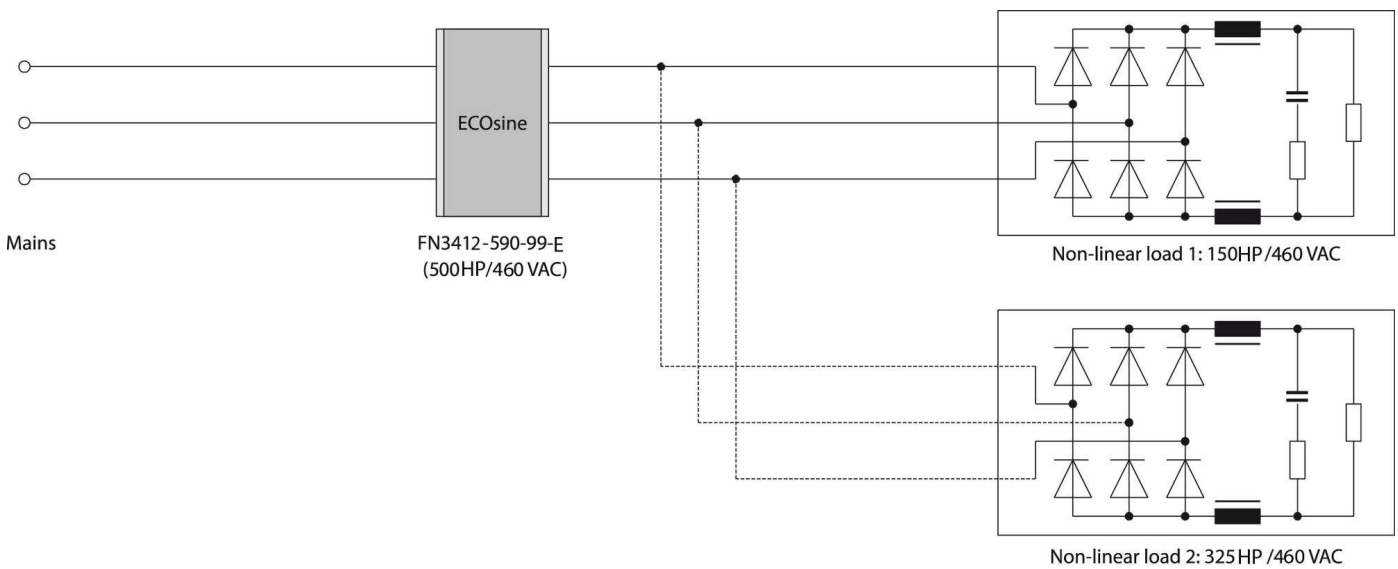 ECOsine
Mains
FN3412-590-99-E
(500HP/460 VAC)
Non-linear load 1: 150HP/460 VAC
Non-linear load 2: 325HP /460 VAC